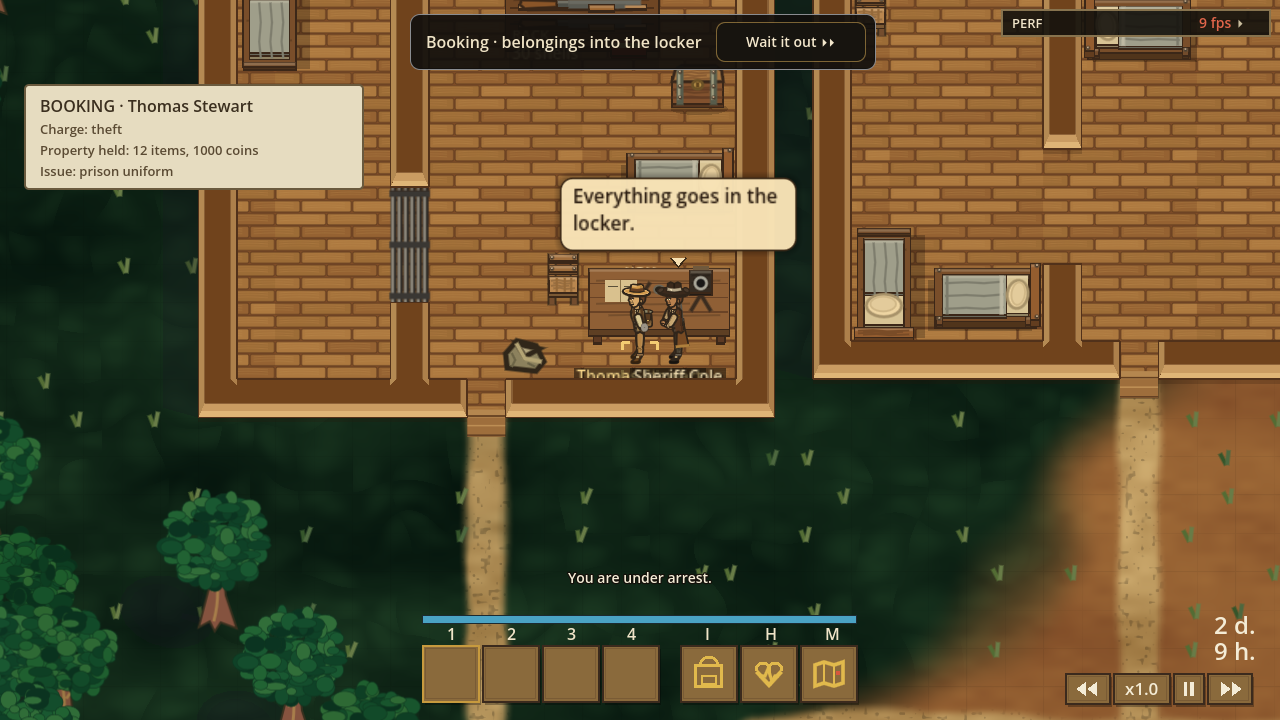 Booking · belongings into the locker
Wait it out
PERF
9 fps
BOOKING · Thomas Stewart
Charge: theft
Property held: 12 items, 1000 coins
Issue: prison uniform
Everything goes in the
locker.
Sheriff Cole
You are under arrest.
1 2 3 4 I H M
2 d.
9 h.
x1.0